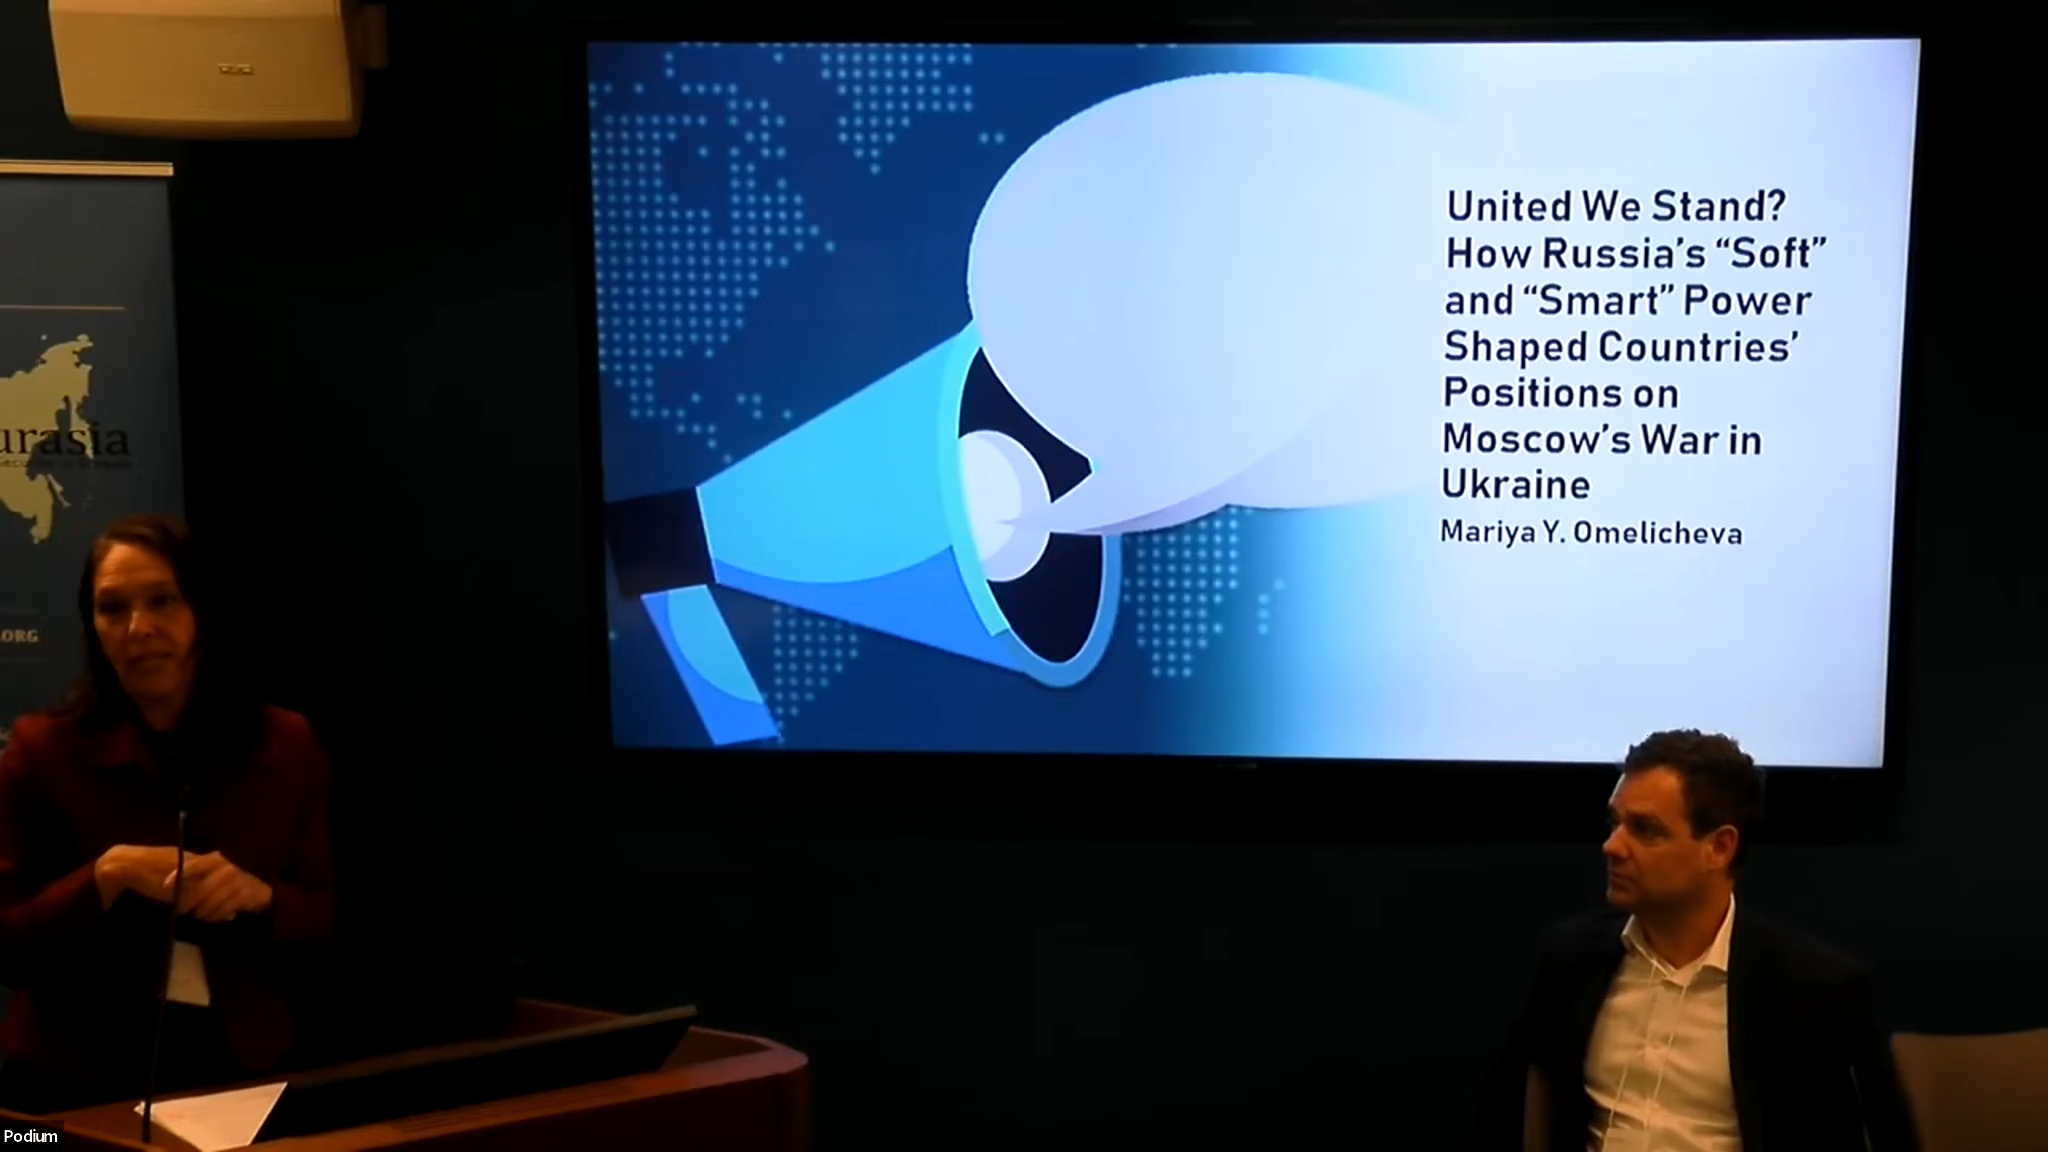 United We Stand?
How Russia's “Soft”
and “Smart” Power
Shaped Countries'
Positions on
Moscow's War in
Ukraine
Mariya Y. Omelicheva
urasia
.ORG
Podium